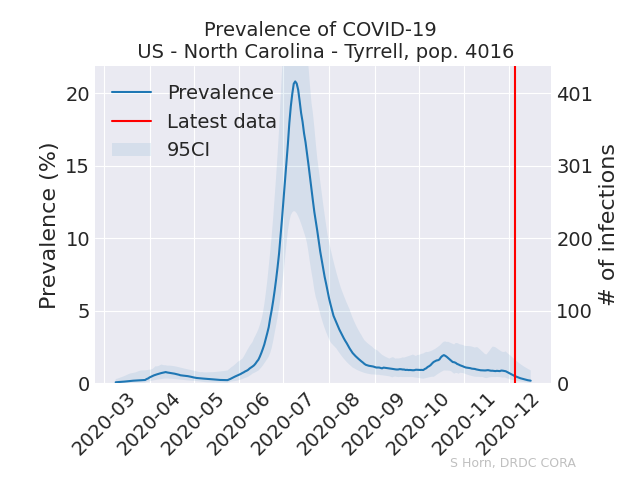 Prevalence of COVID-19
US - North Carolina - Tyrrell, pop. 4016
Prevalence
Latest data
95CI
Prevalence (%)
20
15
10
5
0
401
301
200
100
0
# of infections
2020-03
2020-04
2020-05
2020-06
2020-07
2020-08
2020-09
2020-10
2020-11
2020-12
S Horn, DRDC CORA